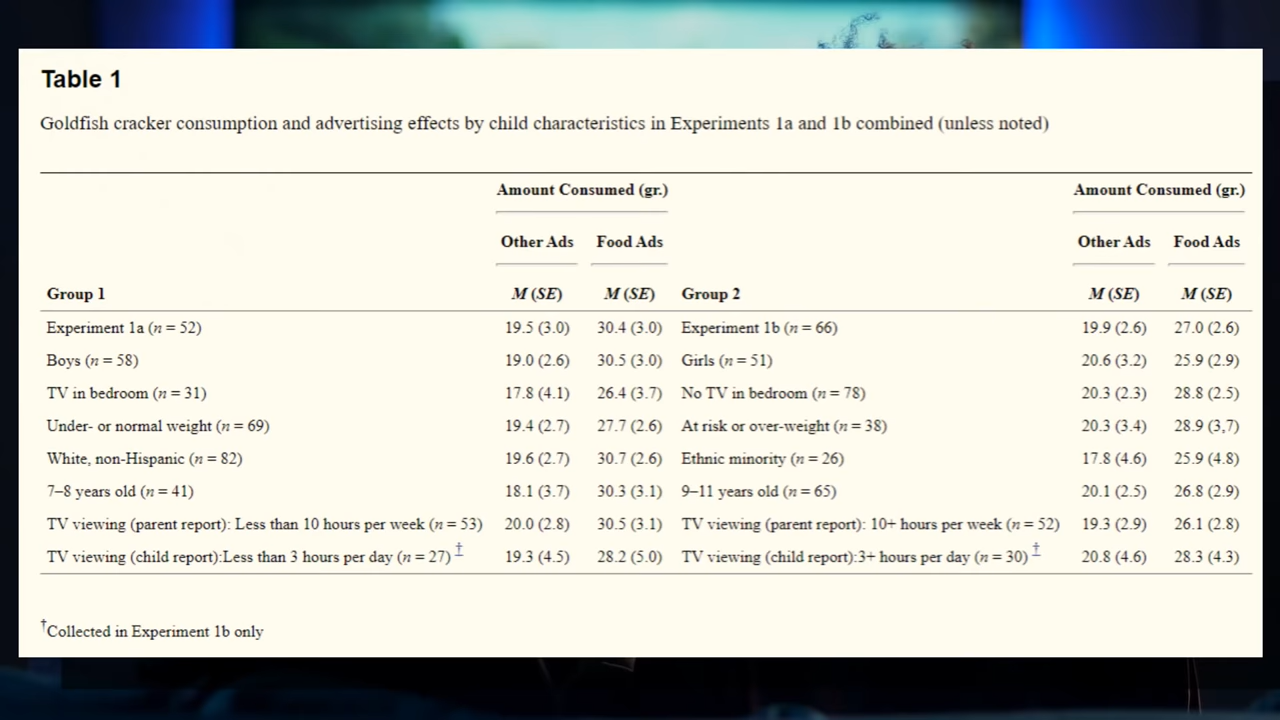 Table 1
Goldfish cracker consumption and advertising effects by child characteristics in Experiments 1a and 1b combined (unless noted)
Amount Consumed (gr.) Amount Consumed (gr.)
Other Ads Food Ads Other Ads Food Ads
Group 1 M (SE) M (SE) Group 2 M (SE) M (SE)
Experiment 1a (n = 52) 19.5 (3.0) 30.4 (3.0) Experiment 1b (n = 66) 19.9 (2.6) 27.0 (2.6)
Boys (n = 58) 19.0 (2.6) 30.5 (3.0) Girls (n = 51) 20.6 (3.2) 25.9 (2.9)
TV in bedroom (n = 31) 17.8 (4.1) 26.4 (3.7) No TV in bedroom (n = 78) 20.3 (2.3) 28.8 (2.5)
Under- or normal weight (n = 69) 19.4 (2.7) 27.7 (2.6) At risk or over-weight (n = 38) 20.3 (3.4) 28.9 (3,7)
White, non-Hispanic (n = 82) 19.6 (2.7) 30.7 (2.6) Ethnic minority (n = 26) 17.8 (4.6) 25.9 (4.8)
7–8 years old (n = 41) 18.1 (3.7) 30.3 (3.1) 9–11 years old (n = 65) 20.1 (2.5) 26.8 (2.9)
TV viewing (parent report): Less than 10 hours per week (n = 53) 20.0 (2.8) 30.5 (3.1) TV viewing (parent report): 10+ hours per week (n = 52) 19.3 (2.9) 26.1 (2.8)
TV viewing (child report):Less than 3 hours per day (n = 27) † 19.3 (4.5) 28.2 (5.0) TV viewing (child report):3+ hours per day (n = 30) † 20.8 (4.6) 28.3 (4.3)
†Collected in Experiment 1b only